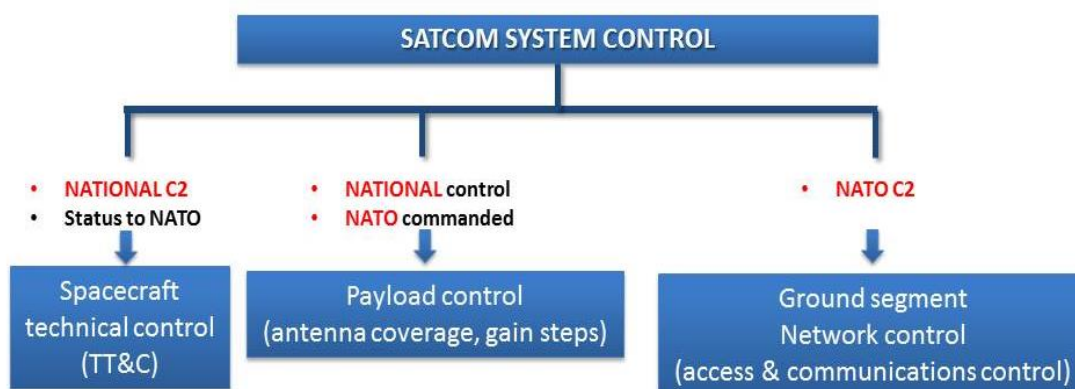 SATCOM SYSTEM CONTROL
• NATIONAL C2
• Status to NATO
• NATIONAL control
• NATO commanded
• NATO C2
Spacecraft
technical control
(TT&C)
Payload control
(antenna coverage, gain steps)
Ground segment
Network control
(access & communications control)